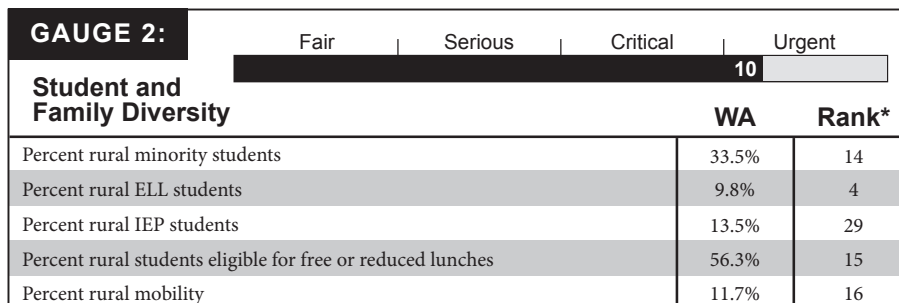 GAUGE 2:
Fair | Serious | Critical | Urgent
10
Student and
Family Diversity
WA Rank*
Percent rural minority students 33.5% 14
Percent rural ELL students 9.8% 4
Percent rural IEP students 13.5% 29
Percent rural students eligible for free or reduced lunches 56.3% 15
Percent rural mobility 11.7% 16